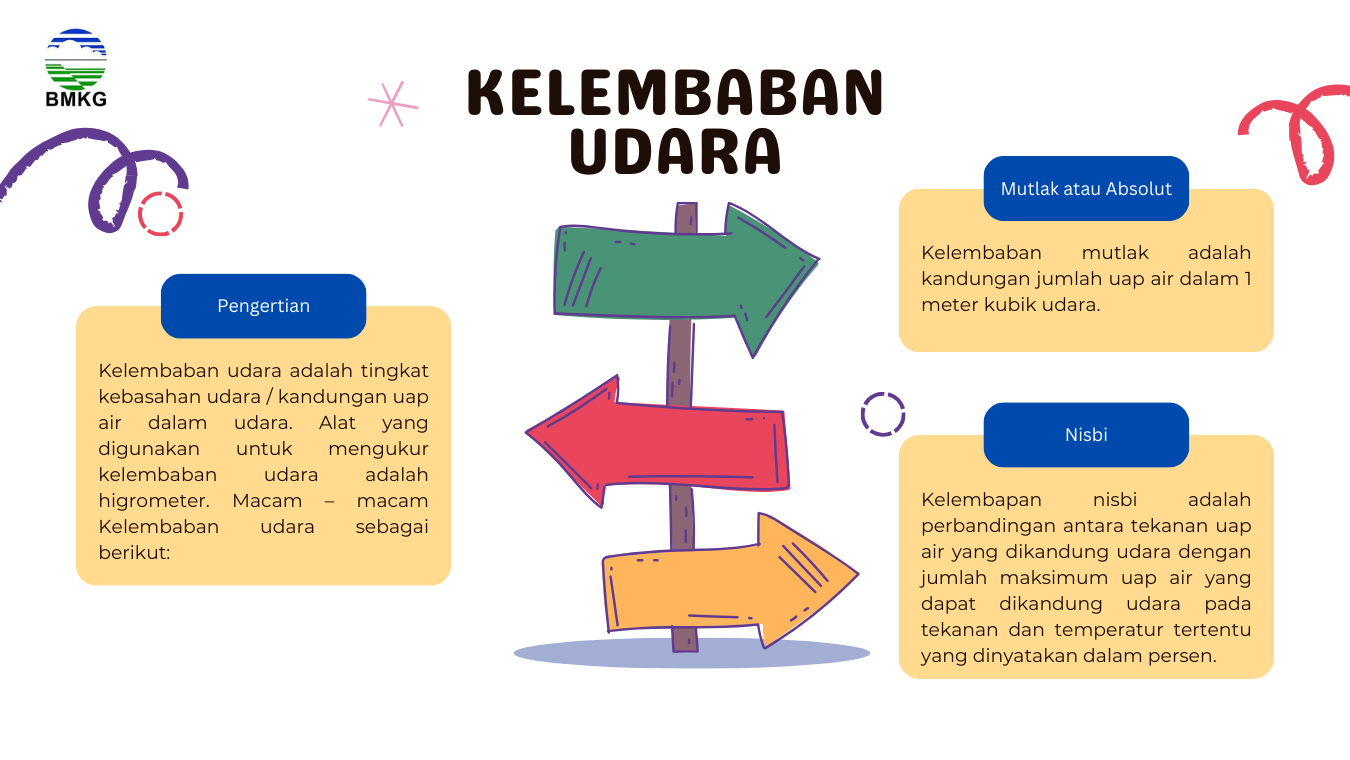 BMKG
KELEMBABAN
UDARA
Pengertian
Kelembaban udara adalah tingkat
kebasahan udara / kandungan uap
air dalam udara. Alat yang
digunakan untuk mengukur
kelembaban udara adalah
higrometer. Macam – macam
Kelembaban udara sebagai
berikut:
Mutlak atau Absolut
Kelembaban mutlak adalah
kandungan jumlah uap air dalam 1
meter kubik udara.
Nisbi
Kelembapan nisbi adalah
perbandingan antara tekanan uap
air yang dikandung udara dengan
jumlah maksimum uap air yang
dapat dikandung udara pada
tekanan dan temperatur tertentu
yang dinyatakan dalam persen.